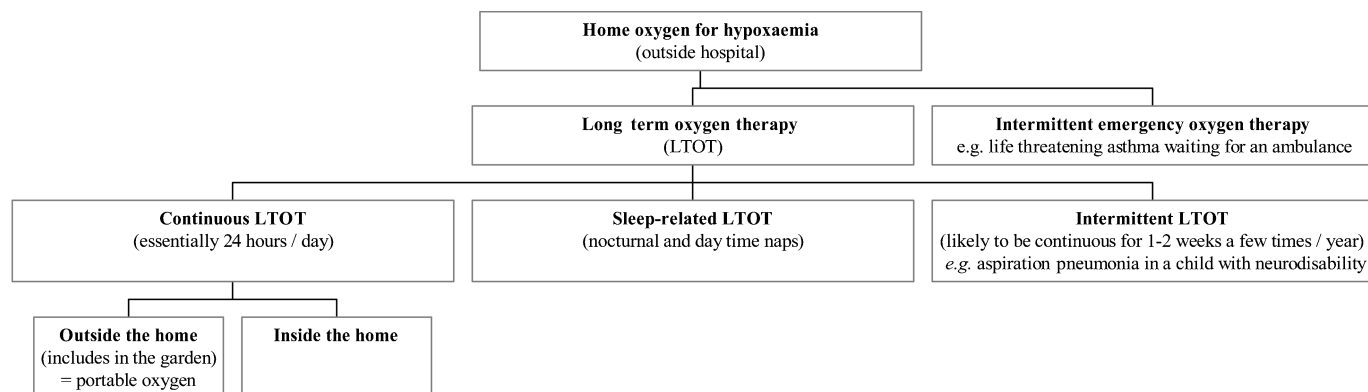 Home oxygen for hypoxaemia
(outside hospital)
Long term oxygen therapy
(LTOT)
Intermittent emergency oxygen therapy
e.g. life threatening asthma waiting for an ambulance
Continuous LTOT
(essentially 24 hours / day)
Sleep-related LTOT
(nocturnal and day time naps)
Intermittent LTOT
(likely to be continuous for 1-2 weeks a few times / year)
e.g. aspiration pneumonia in a child with neurodisability
Outside the home
(includes in the garden)
= portable oxygen
Inside the home